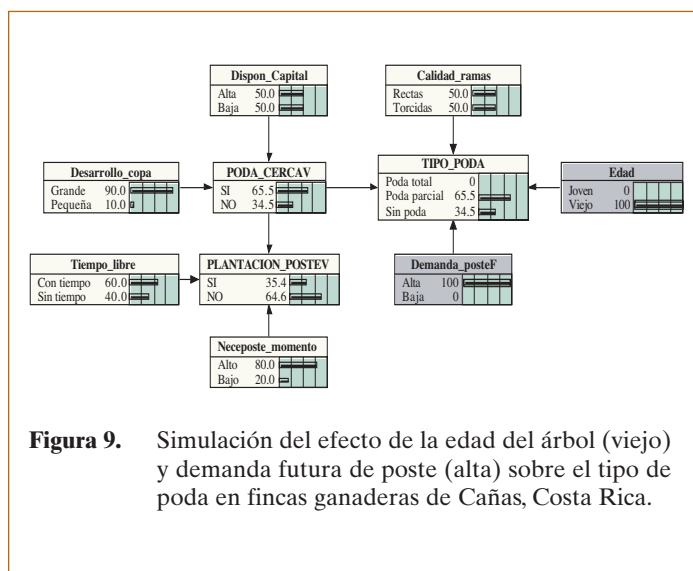 Dispon_Capital
Alta 50.0
Baja 50.0
Calidad_ramas
Rectas 50.0
Torcidas 50.0
Desarrollo_copa
Grande 90.0
Pequeña 10.0
PODA_CERCAV
SI 65.5
NO 34.5
TIPO_PODA
Poda total 0
Poda parcial 65.5
Sin poda 34.5
Edad
Joven 0
Viejo 100
Tiempo_libre
Con tiempo 60.0
Sin tiempo 40.0
PLANTACION_POSTEV
SI 35.4
NO 64.6
Demanda_posteF
Alta 100
Baja 0
Neceposte_momento
Alto 80.0
Bajo 20.0
Figura 9. Simulación del efecto de la edad del árbol (viejo)
y demanda futura de poste (alta) sobre el tipo de
poda en fincas ganaderas de Cañas, Costa Rica.